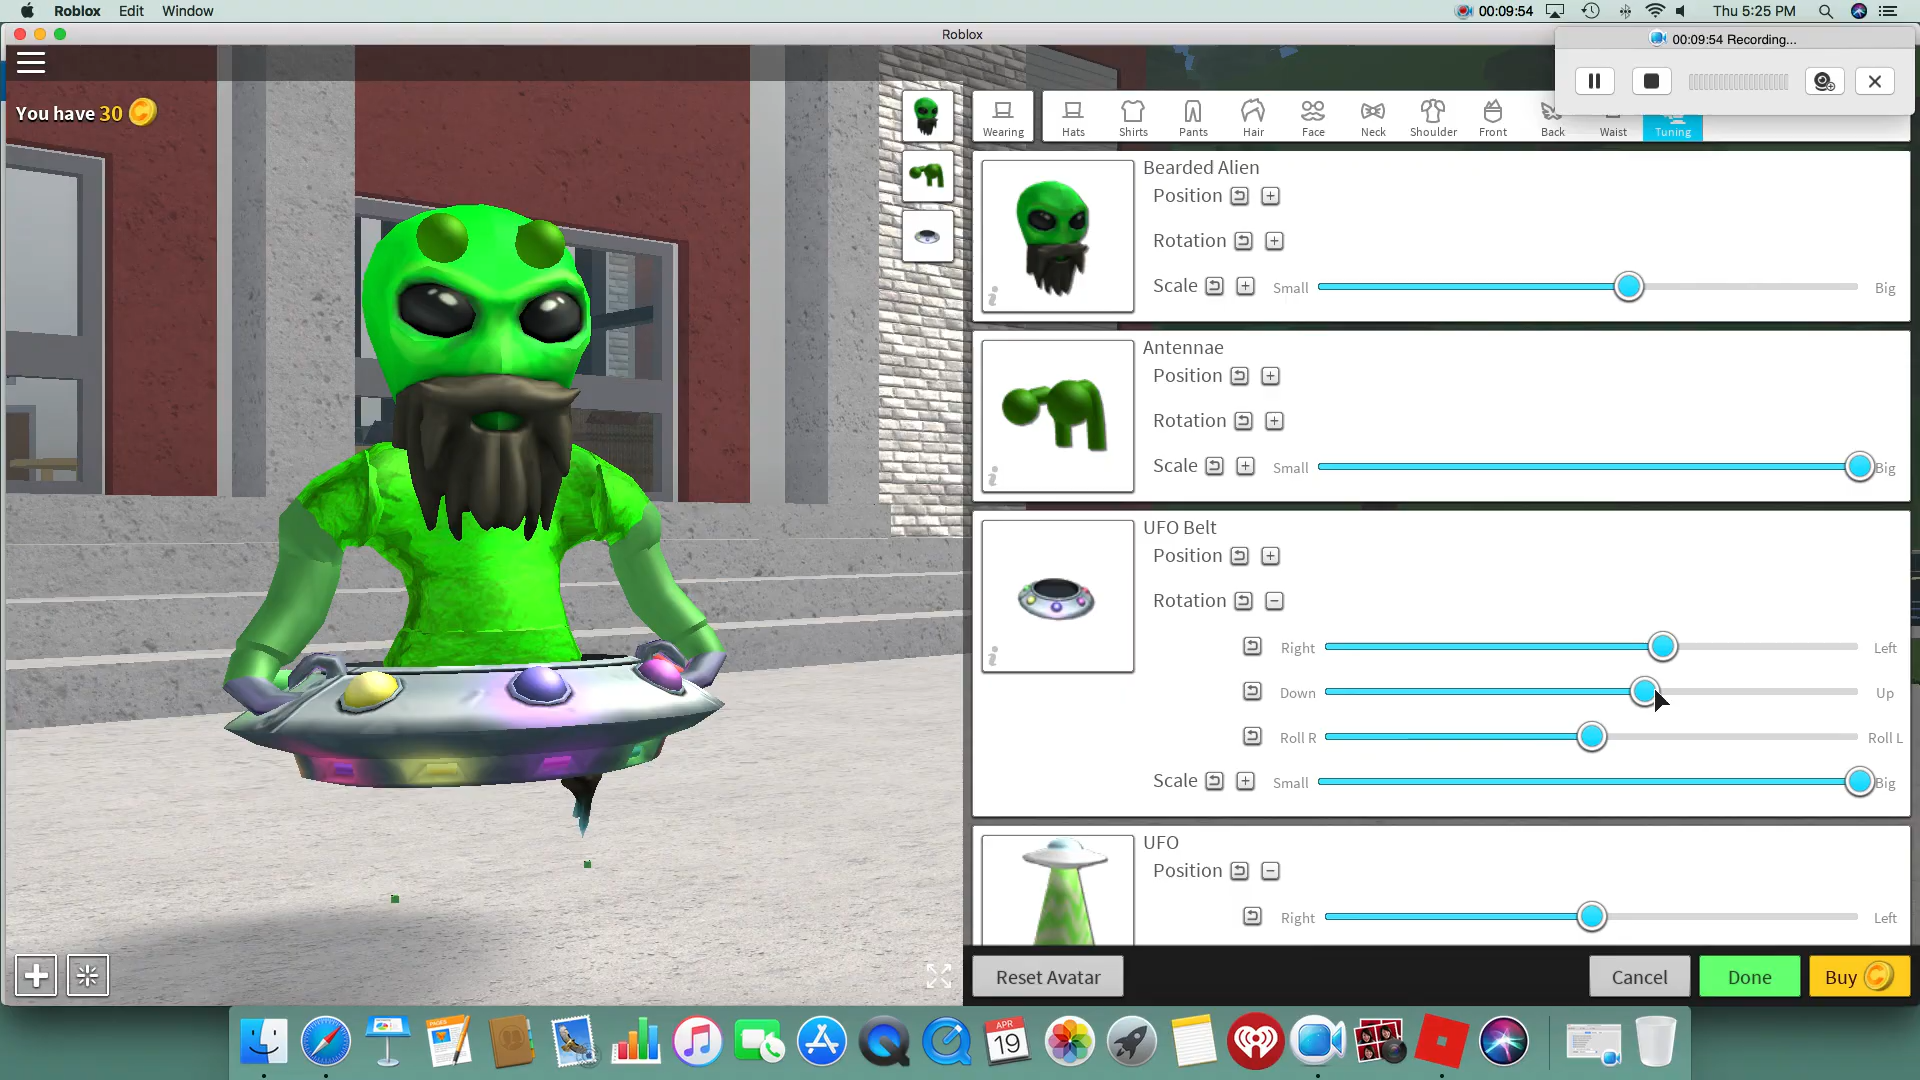 Roblox Edit Window 00:09:54 Thu 5:25 PM
Roblox
00:09:54 Recording...
You have 30
Wearing Hats Shirts Pants Hair Face Neck Shoulder Front Back Waist Tuning
Bearded Alien
Position
Rotation
Scale Small Big
Antennae
Position
Rotation
Scale Small Big
UFO Belt
Position
Rotation
Right Left
Down Up
Roll R Roll L
Scale Small Big
UFO
Position
Right Left
Reset Avatar Cancel Done Buy
PAGES
APR
19